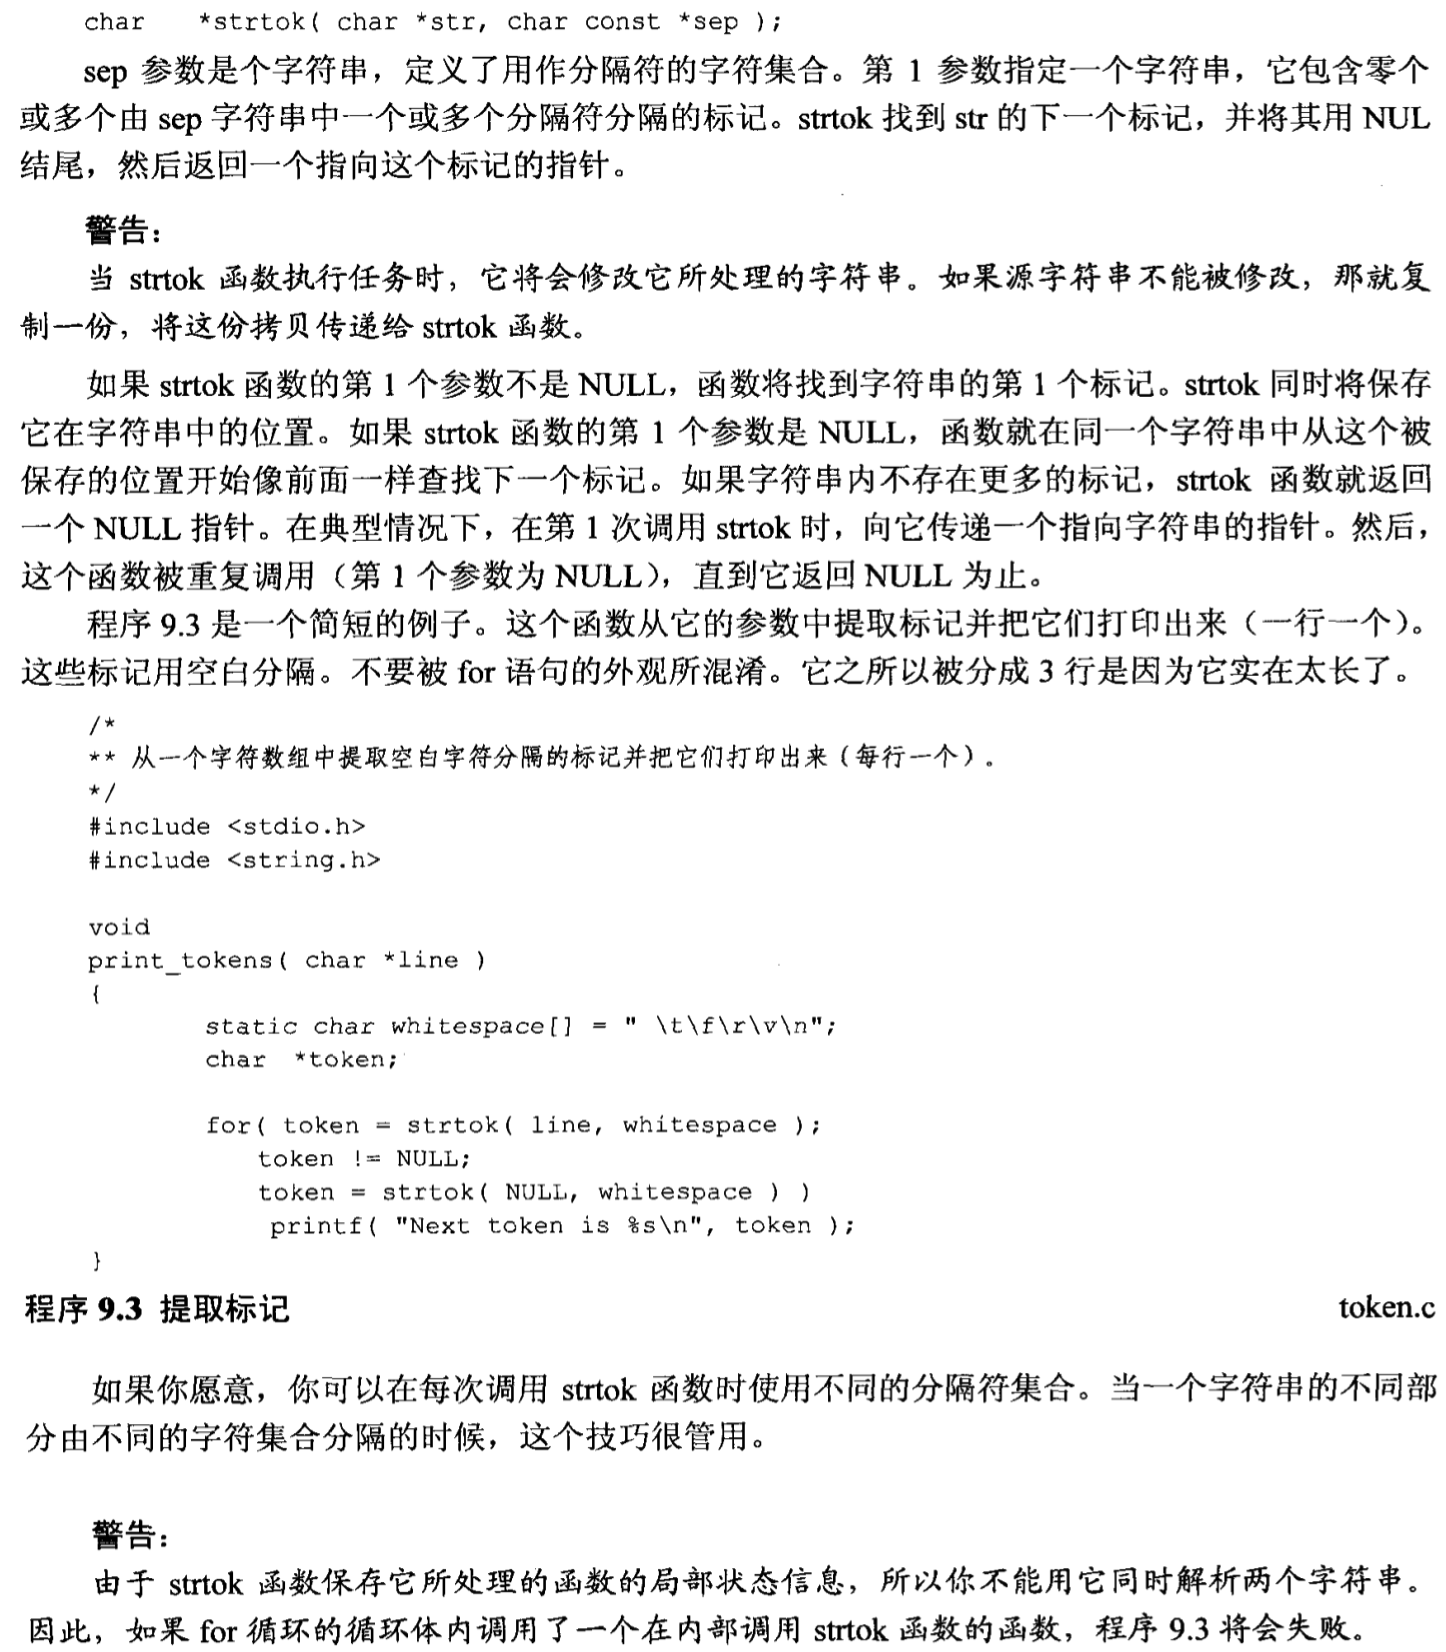 char    *strtok( char *str, char const *sep );
sep 参数是个字符串，定义了用作分隔符的字符集合。第 1 参数指定一个字符串，它包含零个
或多个由 sep 字符串中一个或多个分隔符分隔的标记。strtok 找到 str 的下一个标记，并将其用 NUL
结尾，然后返回一个指向这个标记的指针。
警告：
当 strtok 函数执行任务时，它将会修改它所处理的字符串。如果源字符串不能被修改，那就复
制一份，将这份拷贝传递给 strtok 函数。
如果 strtok 函数的第 1 个参数不是 NULL，函数将找到字符串的第 1 个标记。strtok 同时将保存
它在字符串中的位置。如果 strtok 函数的第 1 个参数是 NULL，函数就在同一个字符串中从这个被
保存的位置开始像前面一样查找下一个标记。如果字符串内不存在更多的标记，strtok 函数就返回
一个 NULL 指针。在典型情况下，在第 1 次调用 strtok 时，向它传递一个指向字符串的指针。然后，
这个函数被重复调用（第 1 个参数为 NULL），直到它返回 NULL 为止。
程序 9.3 是一个简短的例子。这个函数从它的参数中提取标记并把它们打印出来（一行一个）。
这些标记用空白分隔。不要被 for 语句的外观所混淆。它之所以被分成 3 行是因为它实在太长了。
/*
** 从一个字符数组中提取空白字符分隔的标记并把它们打印出来（每行一个）。
*/
#include <stdio.h>
#include <string.h>
void
print_tokens( char *line )
{
static char whitespace[] = " \t\f\r\v\n";
char  *token;
for( token = strtok( line, whitespace );
token != NULL;
token = strtok( NULL, whitespace ) )
printf( "Next token is %s\n", token );
}
程序 9.3 提取标记 token.c
如果你愿意，你可以在每次调用 strtok 函数时使用不同的分隔符集合。当一个字符串的不同部
分由不同的字符集合分隔的时候，这个技巧很管用。
警告：
由于 strtok 函数保存它所处理的函数的局部状态信息，所以你不能用它同时解析两个字符串。
因此，如果 for 循环的循环体内调用了一个在内部调用 strtok 函数的函数，程序 9.3 将会失败。